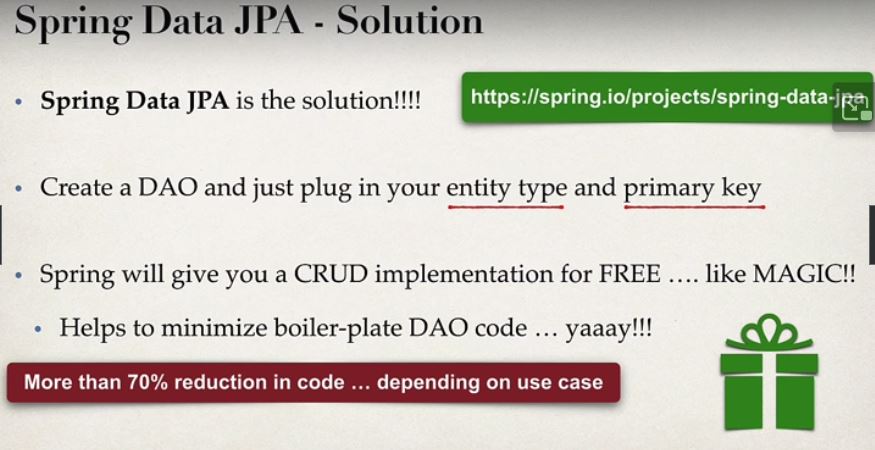 Spring Data JPA - Solution
• Spring Data JPA is the solution!!!!
https://spring.io/projects/spring-data-jpa
• Create a DAO and just plug in your entity type and primary key
• Spring will give you a CRUD implementation for FREE …. like MAGIC!!
• Helps to minimize boiler-plate DAO code … yaaay!!!
More than 70% reduction in code … depending on use case